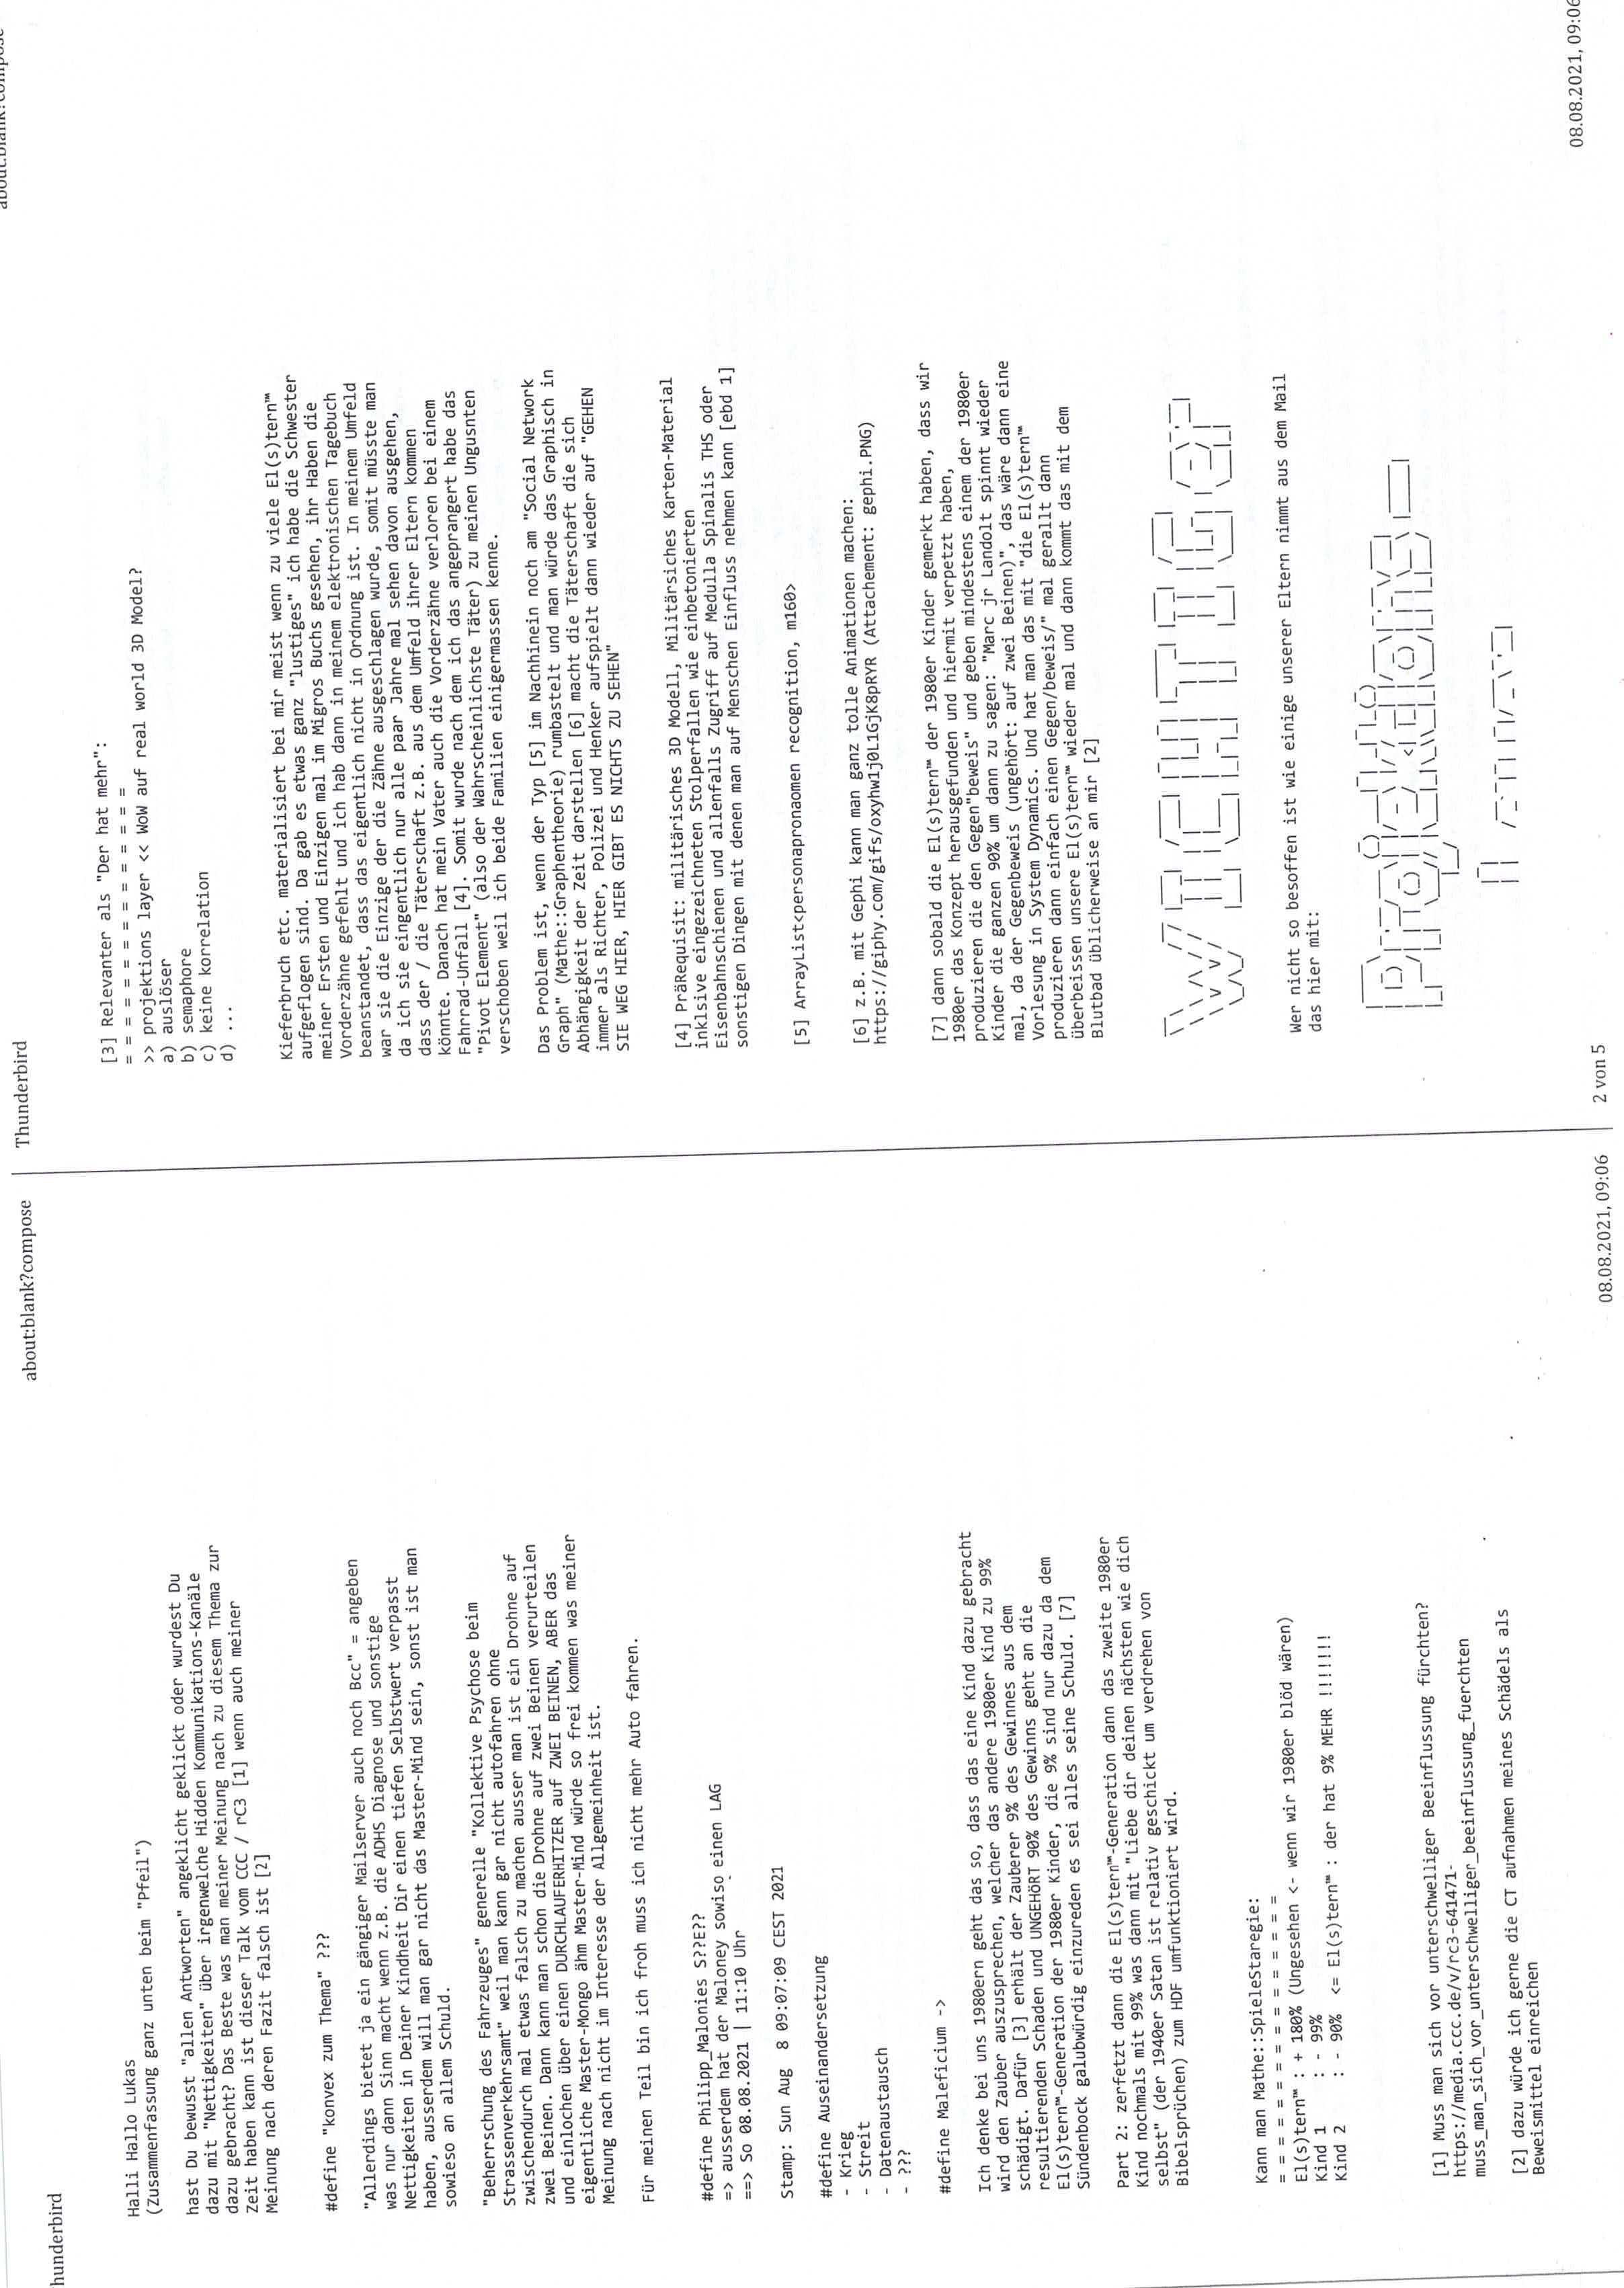 hunderbird
about:blank?compose
Halli Hallo Lukas
(Zusammenfassung ganz unten beim "Pfeil")
hast Du bewusst "allen Antworten" angeklicht geklickt oder wurdest Du
dazu mit "Nettigkeiten" über irgenwelche Hidden Kommunikations-Kanäle
dazu gebracht? Das Beste was man meiner Meinung nach zu diesem Thema zur
Zeit haben kann ist dieser Talk vom CCC / rC3 [1] wenn auch meiner
Meinung nach deren Fazit falsch ist [2]
#define "konvex zum Thema" ???
"Allerdings bietet ja ein gängiger Mailserver auch noch Bcc" = angeben
was nur dann Sinn macht wenn z.B. die ADHS Diagnose und sonstige
Nettigkeiten in Deiner Kindheit Dir einen tiefen Selbstwert verpasst
haben, ausserdem will man gar nicht das Master-Mind sein, sonst ist man
sowieso an allem Schuld.
"Beherrschung des Fahrzeuges" generelle "Kollektive Psychose beim
Strassenverkehrsamt" weil man kann gar nicht autofahren ohne
zwischendurch mal etwas falsch zu machen ausser man ist ein Drohne auf
zwei Beinen. Dann kann man schon die Drohne auf zwei Beinen verurteilen
und einlochen über einen DURCHLAUFERHITZER auf ZWEI BEINEN, ABER das
eigentliche Master-Mongo ähm Master-Mind würde so frei kommen was meiner
Meinung nach nicht im Interesse der Allgemeinheit ist.
Für meinen Teil bin ich froh muss ich nicht mehr Auto fahren.
#define Philipp_Malonies S??E??
=> ausserdem hat der Maloney sowiso einen LAG
==> So 08.08.2021 | 11:10 Uhr
Stamp: Sun Aug  8 09:07:09 CEST 2021
#define Auseinandersetzung
- Krieg
- Streit
- Datenaustausch
- ???
#define Maleficium ->
Ich denke bei uns 1980ern geht das so, dass das eine Kind dazu gebracht
wird den Zauber auszusprechen, welcher das andere 1980er Kind zu 99%
schädigt. Dafür [3] erhält der Zauberer 9% des Gewinnes aus dem
resultierenden Schaden und UNGEHÖRT 90% des Gewinns geht an die
El(s)tern™-Generation der 1980er Kinder, die 9% sind nur dazu da dem
Sündenbock galubwürdig einzureden es sei alles seine Schuld. [7]
Part 2: zerfetzt dann die El(s)tern™-Generation dann das zweite 1980er
Kind nochmals mit 99% was dann mit "Liebe dir deinen nächsten wie dich
selbst" (der 1940er Satan ist relativ geschickt um verdrehen von
Bibelsprüchen) zum HDF umfunktioniert wird.
Kann man Mathe::SpieleStaregie:
= = = = = = = = = = = = = = = =
El(s)tern™ : + 180% (Ungesehen <- wenn wir 1980er blöd wären)
Kind 1     : - 99%
Kind 2     : - 90%  <= El(s)tern™ : der hat 9% MEHR !!!!!!!
[1] Muss man sich vor unterschwelliger Beeinflussung fürchten?
https://media.ccc.de/v/rc3-641471-
muss_man_sich_vor_unterschwelliger_beeinflussung_fuerchten
[2] dazu würde ich gerne die CT aufnahmen meines Schädels als
Beweismittel einreichen
08.08.2021, 09:06
Thunderbird
about:blank?compose
[3] Relevanter als "Der hat mehr":
= = = = = = = = = = = = = = = = =
>> projektions layer << WoW auf real world 3D Model?
a) auslöser
b) semaphore
c) keine korrelation
d) ...
Kieferbruch etc. materialisiert bei mir meist wenn zu viele El(s)tern™
aufgeflogen sind. Da gab es etwas ganz "lustiges" ich habe die Schwester
meiner Ersten und Einzigen mal im Migros Buchs gesehen, ihr Haben die
Vorderzähne gefehlt und ich hab dann in meinem elektronischen Tagebuch
beanstandet, dass das eigentlich nicht in Ordnung ist. In meinem Umfeld
war sie die Einzige der die Zähne ausgeschlagen wurde, somit müsste man
da ich sie eingentlich nur alle paar Jahre mal sehen davon ausgehen,
dass der / die Täterschaft z.B. aus dem Umfeld ihrer Eltern kommen
könnte. Danach hat mein Vater auch die Vorderzähne verloren bei einem
Fahrrad-Unfall [4]. Somit wurde nach dem ich das angeprangert habe das
"Pivot Element" (also der Wahrscheinlichste Täter) zu meinen Ungusnten
verschoben weil ich beide Familien einigermassen kenne.
Das Problem ist, wenn der Typ [5] im Nachhinein noch am "Social Network
Graph" (Mathe::Graphentheorie) rumbastelt und man würde das Graphisch in
Abhängigkeit der Zeit darstellen [6] macht die Täterschaft die sich
immer als Richter, Polizei und Henker aufspielt dann wieder auf "GEHEN
SIE WEG HIER, HIER GIBT ES NICHTS ZU SEHEN"
[4] PräRequisit: militärisches 3D Modell, Militärsiches Karten-Material
inklsive eingezeichneten Stolperfallen wie einbetonierten
Eisenbahnschienen und allenfalls Zugriff auf Medulla Spinalis THS oder
sonstigen Dingen mit denen man auf Menschen Einfluss nehmen kann [ebd 1]
[5] ArrayList<personapronaomen recognition, m160>
[6] z.B. mit Gephi kann man ganz tolle Animationen machen:
https://giphy.com/gifs/oxyhw1j0L1GjK8pRYR (Attachement: gephi.PNG)
[7] dann sobald die El(s)tern™ der 1980er Kinder gemerkt haben, dass wir
1980er das Konzept herausgefunden und hiermit verpetzt haben,
produzieren die den Gegen"beweis" und geben mindestens einem der 1980er
Kinder die ganzen 90% um dann zu sagen: "Marc jr Landolt spinnt wieder
mal, da der Gegenbeweis (ungehört: auf zwei Beinen)", das wäre dann eine
Vorlesung in System Dynamics. Und hat man das mit "die El(s)tern™
produzieren dann einfach einen Gegen/beweis/" mal gerallt dann
überbeissen unsere El(s)tern™ wieder mal und dann kommt das mit dem
Blutbad üblicherweise an mir [2]
WICHTIGER
Wer nicht so besoffen ist wie einige unserer Eltern nimmt aus dem Mail
das hier mit:
Projektions-
2 von 5
08.08.2021, 09:06